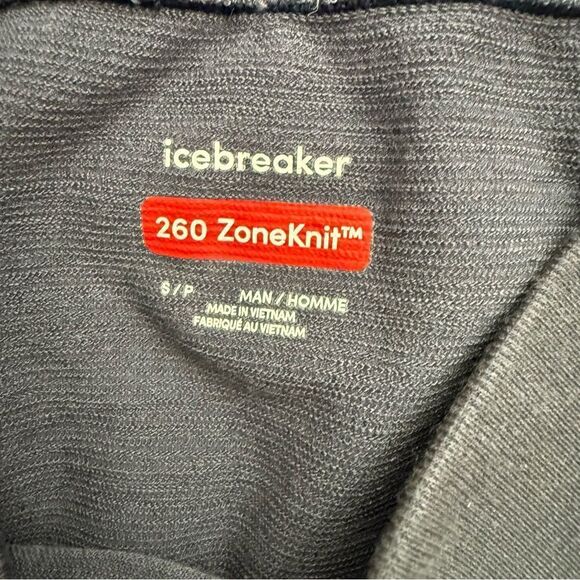 icebreaker
260 ZoneKnit™
S / P MAN / HOMME
MADE IN VIETNAM
FABRIQUÉ AU VIETNAM